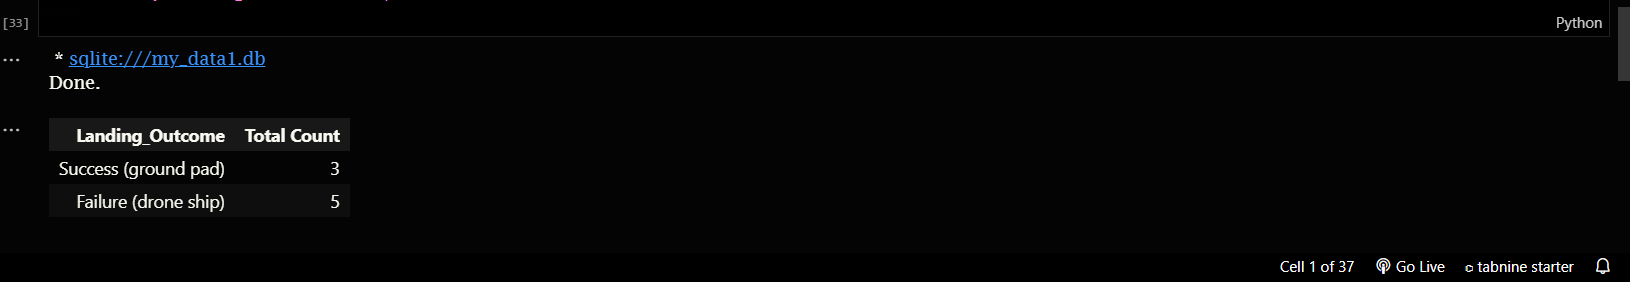 [33]
Python
* sqlite:///my_data1.db
Done.
Landing_Outcome Total Count
Success (ground pad) 3
Failure (drone ship) 5
Cell 1 of 37 Go Live tabnine starter